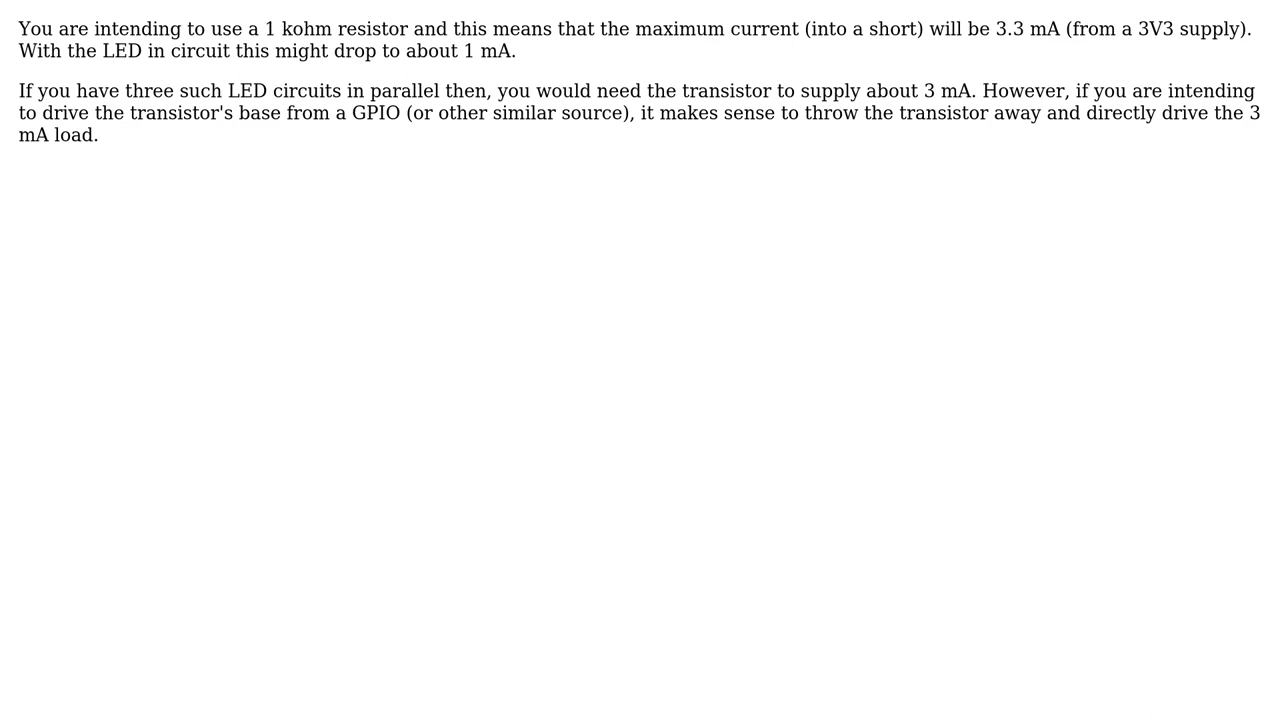 You are intending to use a 1 kohm resistor and this means that the maximum current (into a short) will be 3.3 mA (from a 3V3 supply).
With the LED in circuit this might drop to about 1 mA.
If you have three such LED circuits in parallel then, you would need the transistor to supply about 3 mA. However, if you are intending
to drive the transistor's base from a GPIO (or other similar source), it makes sense to throw the transistor away and directly drive the 3
mA load.